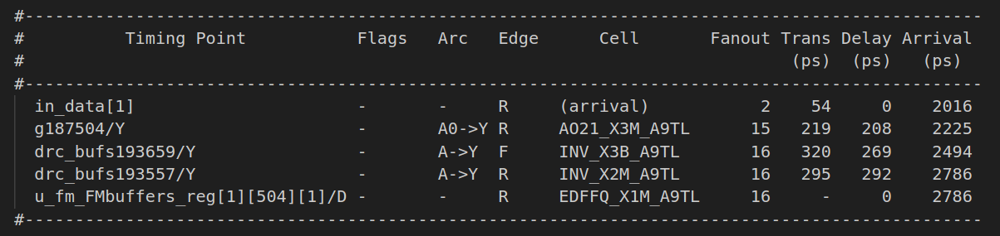 #-----------------------------------------------------------------------------------------------
#          Timing Point           Flags   Arc   Edge      Cell       Fanout Trans Delay Arrival
#                                                                            (ps)  (ps)   (ps)
#-----------------------------------------------------------------------------------------------
  in_data[1]                      -       -     R     (arrival)           2    54     0    2016
  g187504/Y                       -       A0->Y R     AO21_X3M_A9TL      15   219   208    2225
  drc_bufs193659/Y                -       A->Y  F     INV_X3B_A9TL       16   320   269    2494
  drc_bufs193557/Y                -       A->Y  R     INV_X2M_A9TL       16   295   292    2786
  u_fm_FMbuffers_reg[1][504][1]/D -       -     R     EDFFQ_X1M_A9TL     16     -     0    2786
#-----------------------------------------------------------------------------------------------